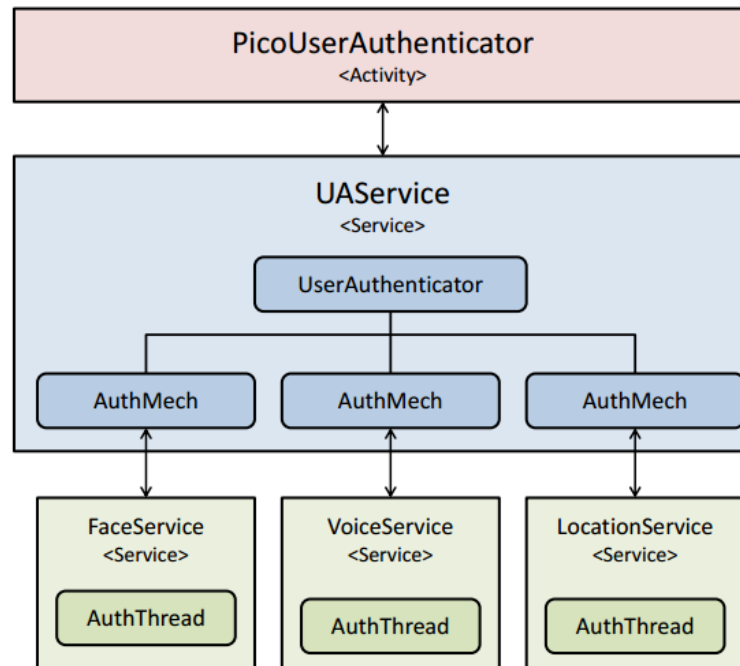 PicoUserAuthenticator
<Activity>
UAService
<Service>
UserAuthenticator
AuthMech
AuthMech
AuthMech
FaceService
<Service>
AuthThread
VoiceService
<Service>
AuthThread
LocationService
<Service>
AuthThread